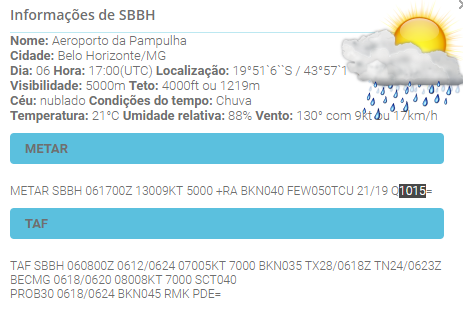 Informações de SBBH
Nome: Aeroporto da Pampulha
Cidade: Belo Horizonte/MG
Dia: 06 Hora: 17:00(UTC) Localização: 19°51`6``S / 43°57`1
Visibilidade: 5000m Teto: 4000ft ou 1219m
Céu: nublado Condições do tempo: Chuva
Temperatura: 21°C Umidade relativa: 88% Vento: 130° com 9kt ou 17km/h
METAR
METAR SBBH 061700Z 13009KT 5000 +RA BKN040 FEW050TCU 21/19 Q1015=
TAF
TAF SBBH 060800Z 0612/0624 07005KT 7000 BKN035 TX28/0618Z TN24/0623Z
BECMG 0618/0620 08008KT 7000 SCT040
PROB30 0618/0624 BKN045 RMK PDE=